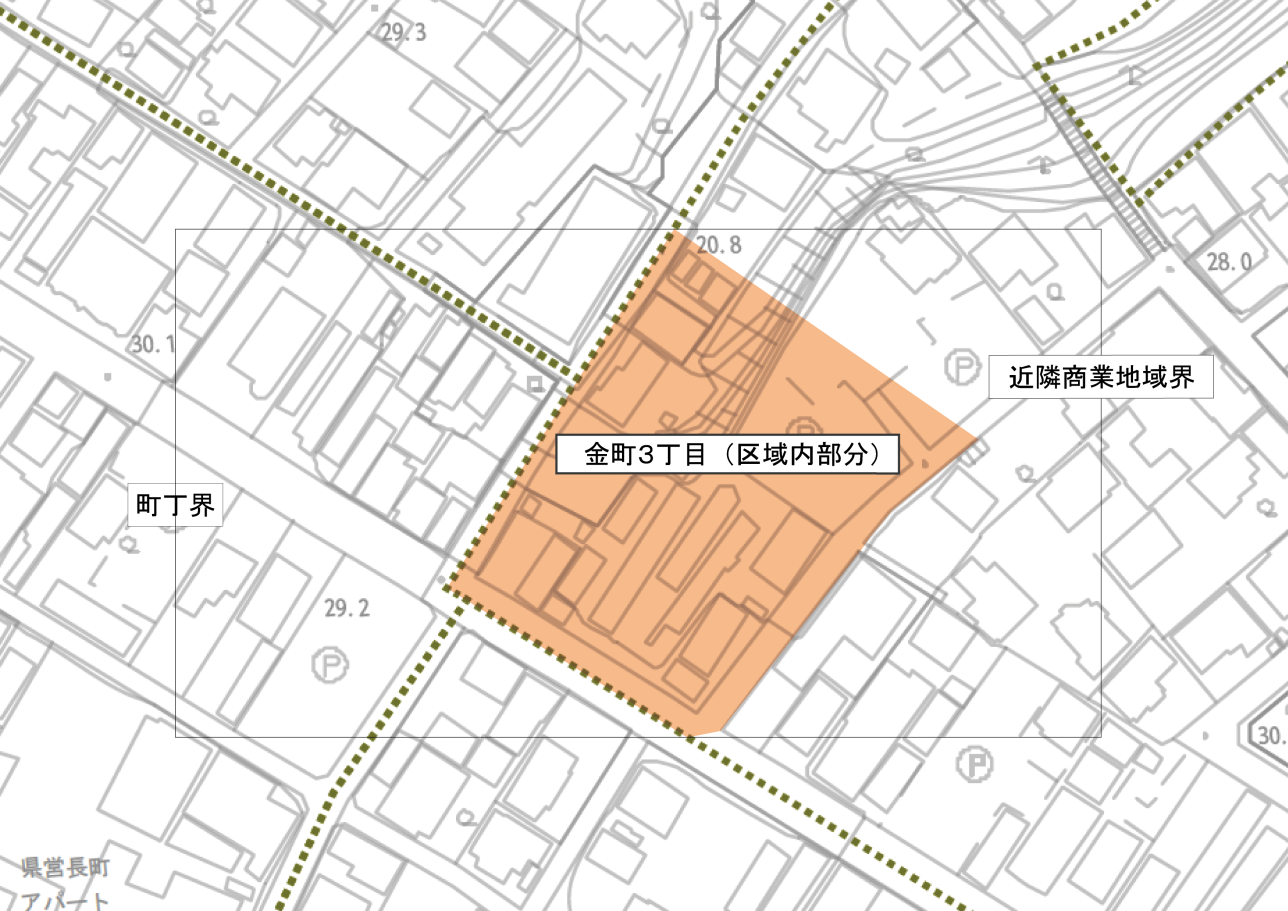 29.3
20.8
28.0
30.1
P
近隣商業地域界
P
金町3丁目（区域内部分）
町丁界
29.2
P
30.
P
県営長町
アパート